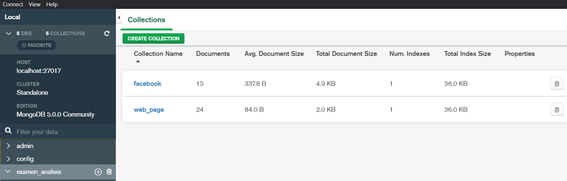 Connect View Help
Local
5 DBS 5 COLLECTIONS
FAVORITE
HOST
localhost:27017
CLUSTER
Standalone
EDITION
MongoDB 5.0.0 Community
Filter your data
admin
config
examen_analisis
Collections
CREATE COLLECTION
Collection Name Documents Avg. Document Size Total Document Size Num. Indexes Total Index Size Properties
facebook 15 337.8 B 4.9 KB 1 36.0 KB
web_page 24 84.0 B 2.0 KB 1 36.0 KB